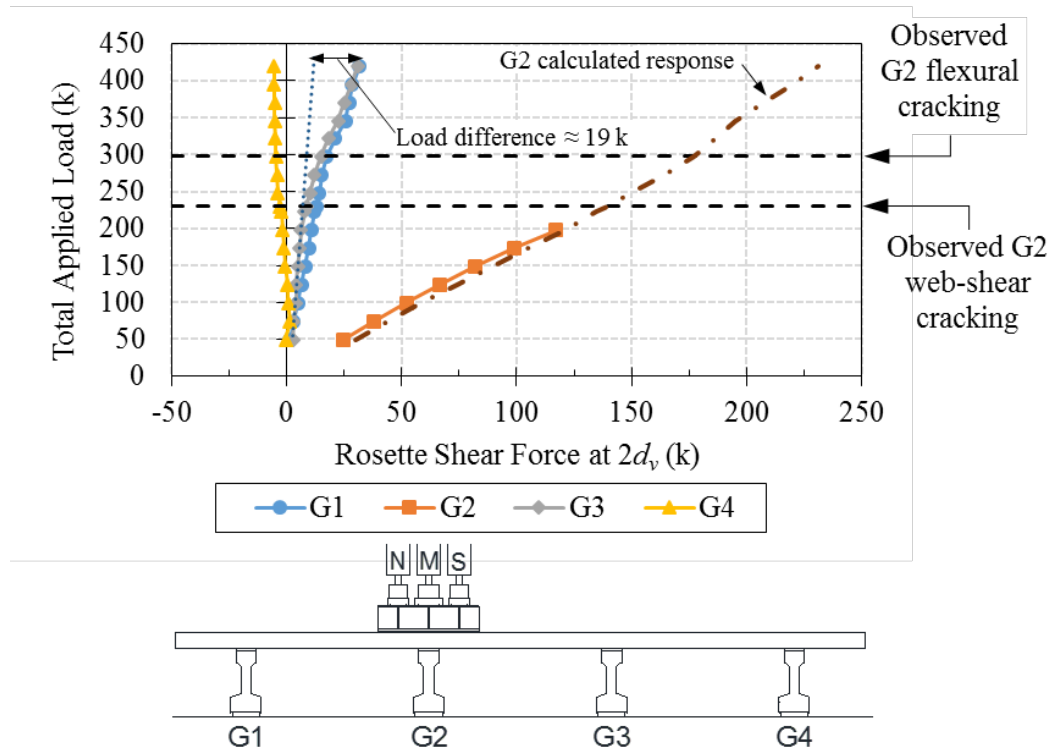 450
400
350
300
250
200
150
100
50
0
Total Applied Load (k)
-50 0 50 100 150 200 250
Rosette Shear Force at 2dᵥ (k)
G2 calculated response
Load difference ≈ 19 k
Observed
G2 flexural
cracking
Observed G2
web-shear
cracking
G1 G2 G3 G4
N M S
G1 G2 G3 G4